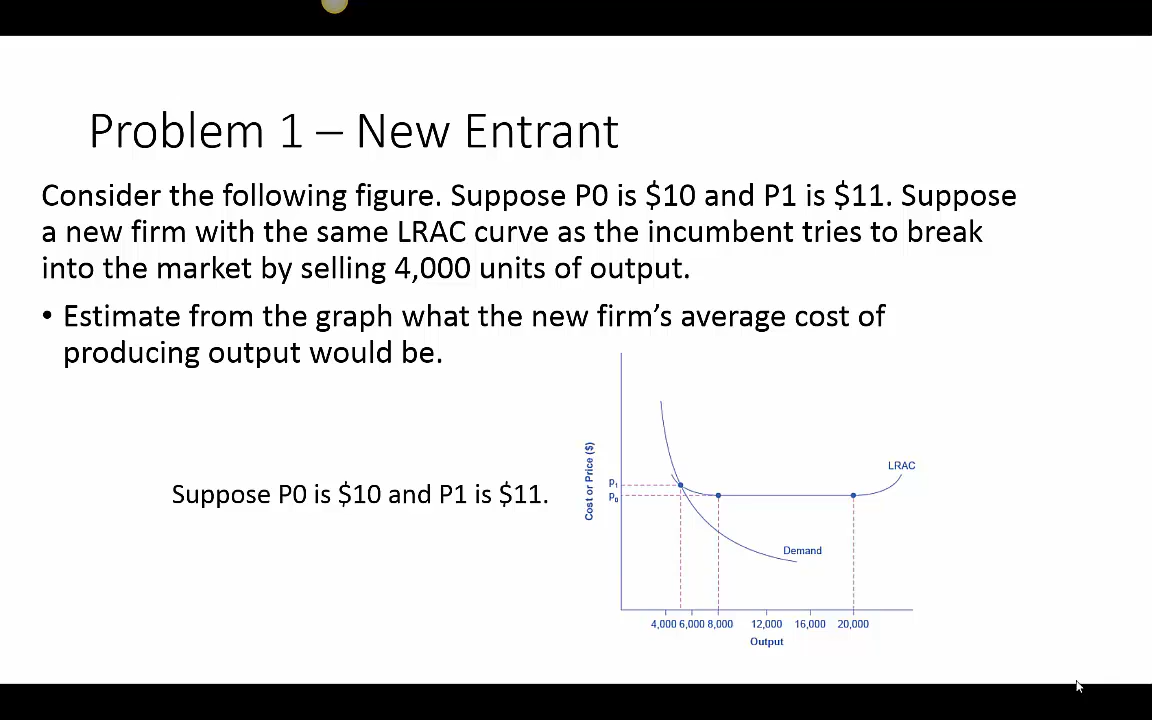 Problem 1 – New Entrant
Consider the following figure. Suppose P0 is $10 and P1 is $11. Suppose
a new firm with the same LRAC curve as the incumbent tries to break
into the market by selling 4,000 units of output.
• Estimate from the graph what the new firm’s average cost of
producing output would be.
Suppose P0 is $10 and P1 is $11.
Cost or Price ($)
P₁
P₀
LRAC
Demand
4,000 6,000 8,000 12,000 16,000 20,000
Output